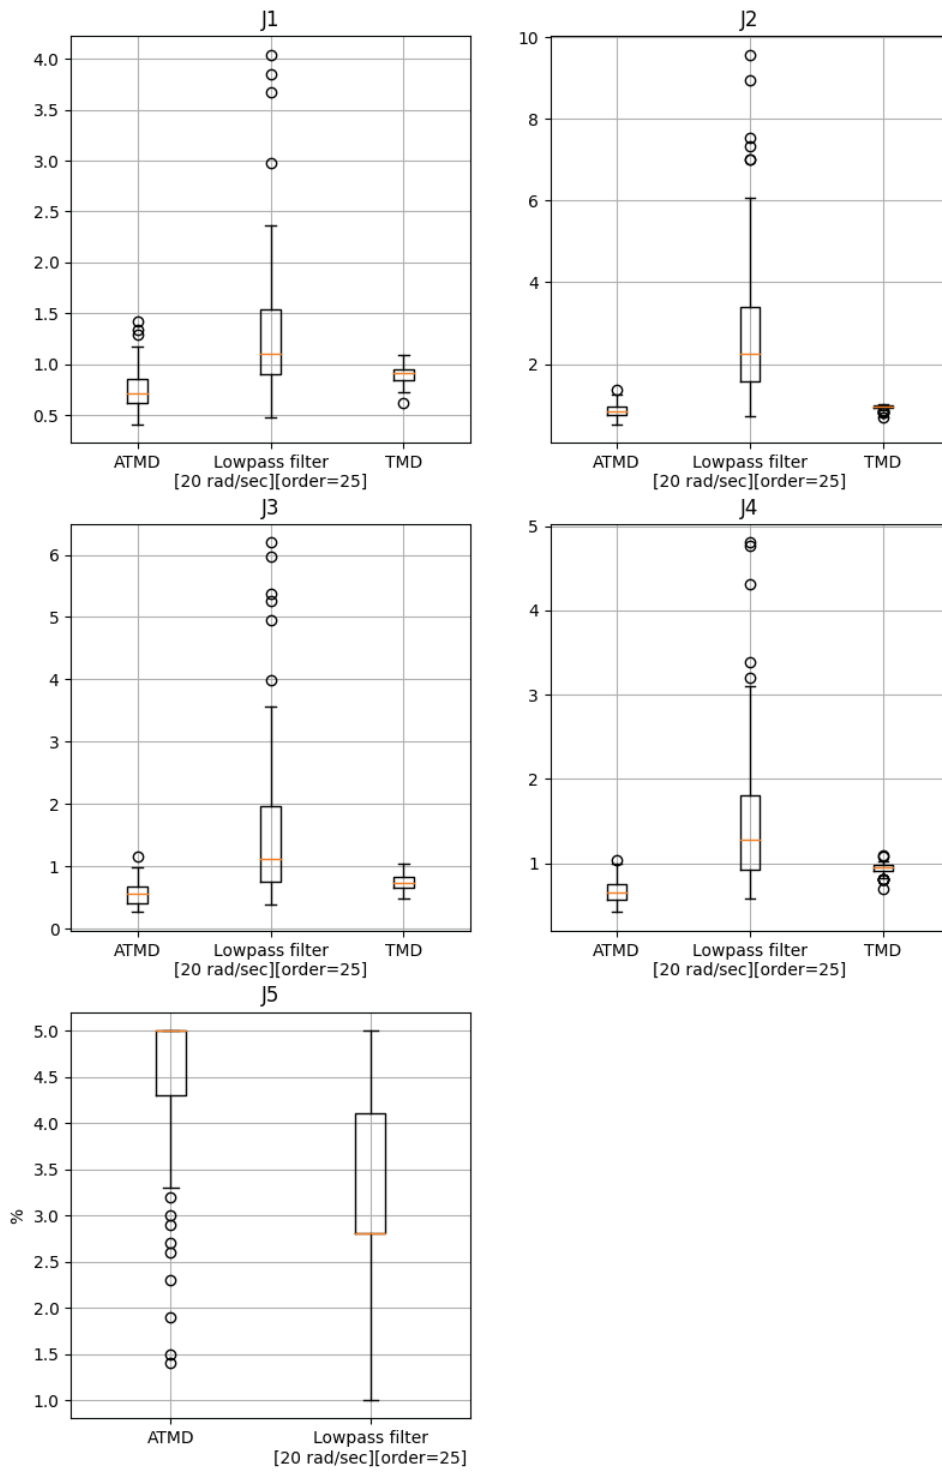 J1
4.0
3.5
3.0
2.5
2.0
1.5
1.0
0.5
ATMD
Lowpass filter
[20 rad/sec][order=25]
TMD
J2
10
8
6
4
2
ATMD
Lowpass filter
[20 rad/sec][order=25]
TMD
J3
6
5
4
3
2
1
0
ATMD
Lowpass filter
[20 rad/sec][order=25]
TMD
J4
5
4
3
2
1
ATMD
Lowpass filter
[20 rad/sec][order=25]
TMD
J5
%
5.0
4.5
4.0
3.5
3.0
2.5
2.0
1.5
1.0
ATMD
Lowpass filter
[20 rad/sec][order=25]